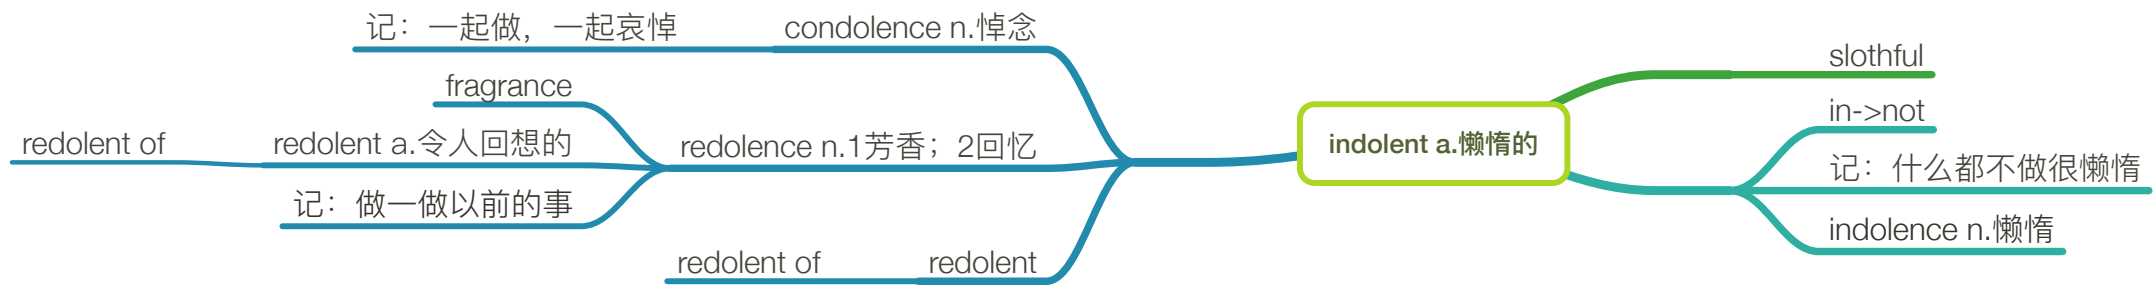 记：一起做，一起哀悼
condolence n.悼念
fragrance
redolent of
redolent a.令人回想的
redolence n.1芳香；2回忆
记：做一做以前的事
redolent of
redolent
indolent a.懒惰的
slothful
in->not
记：什么都不做很懒惰
indolence n.懒惰